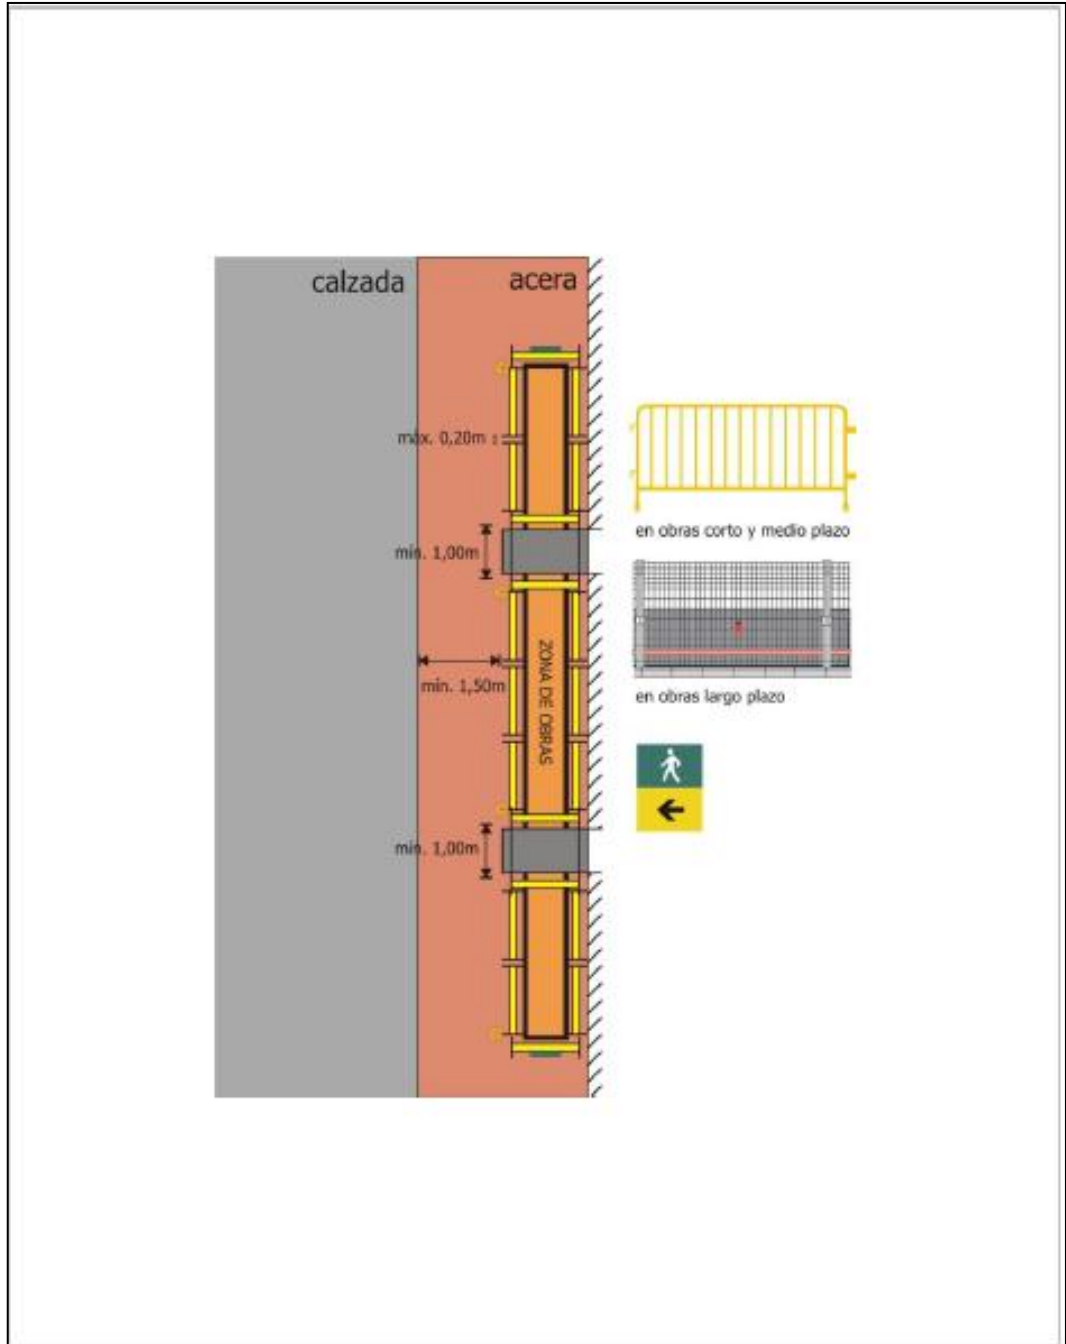 calzada
acera
máx. 0,20m
mín. 1,00m
mín. 1,50m
ZONA DE OBRAS
mín. 1,00m
en obras corto y medio plazo
en obras largo plazo